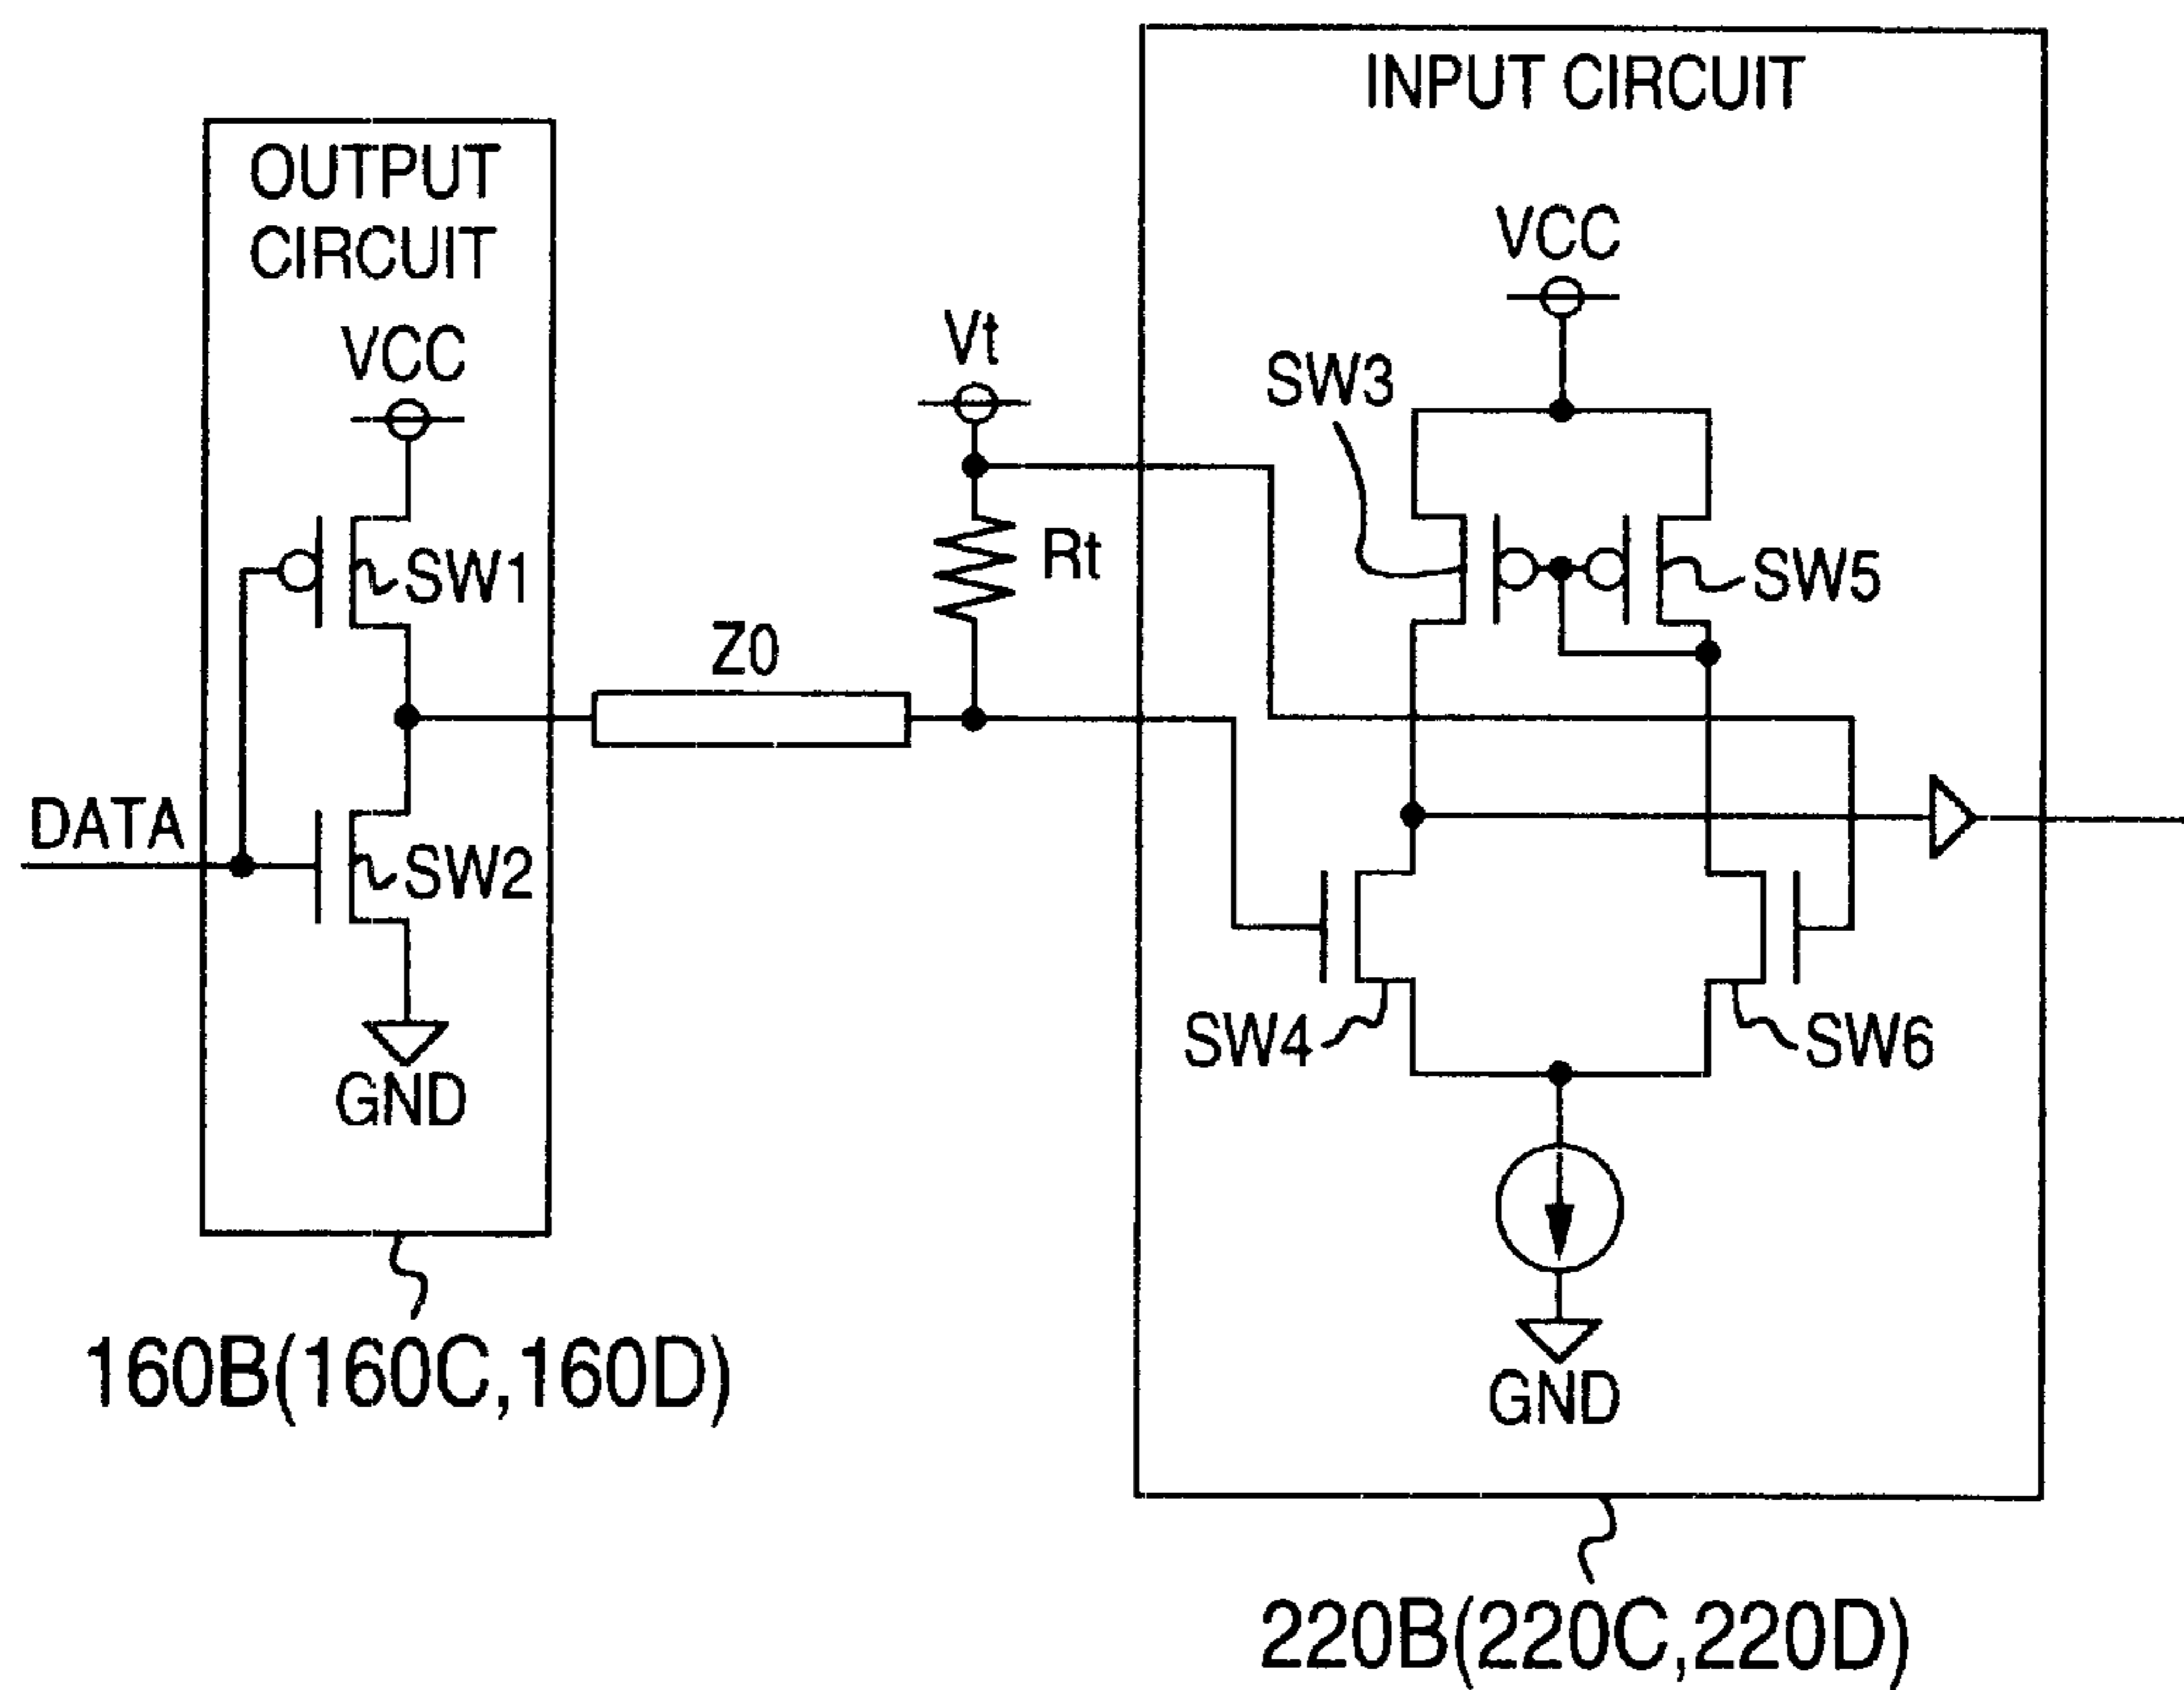 INPUT CIRCUIT
OUTPUT
CIRCUIT
VCC
VCC
Vt
SW3
Rt
SW1
SW5
Z0
DATA
SW2
SW4
SW6
GND
GND
160B(160C,160D)
220B(220C,220D)